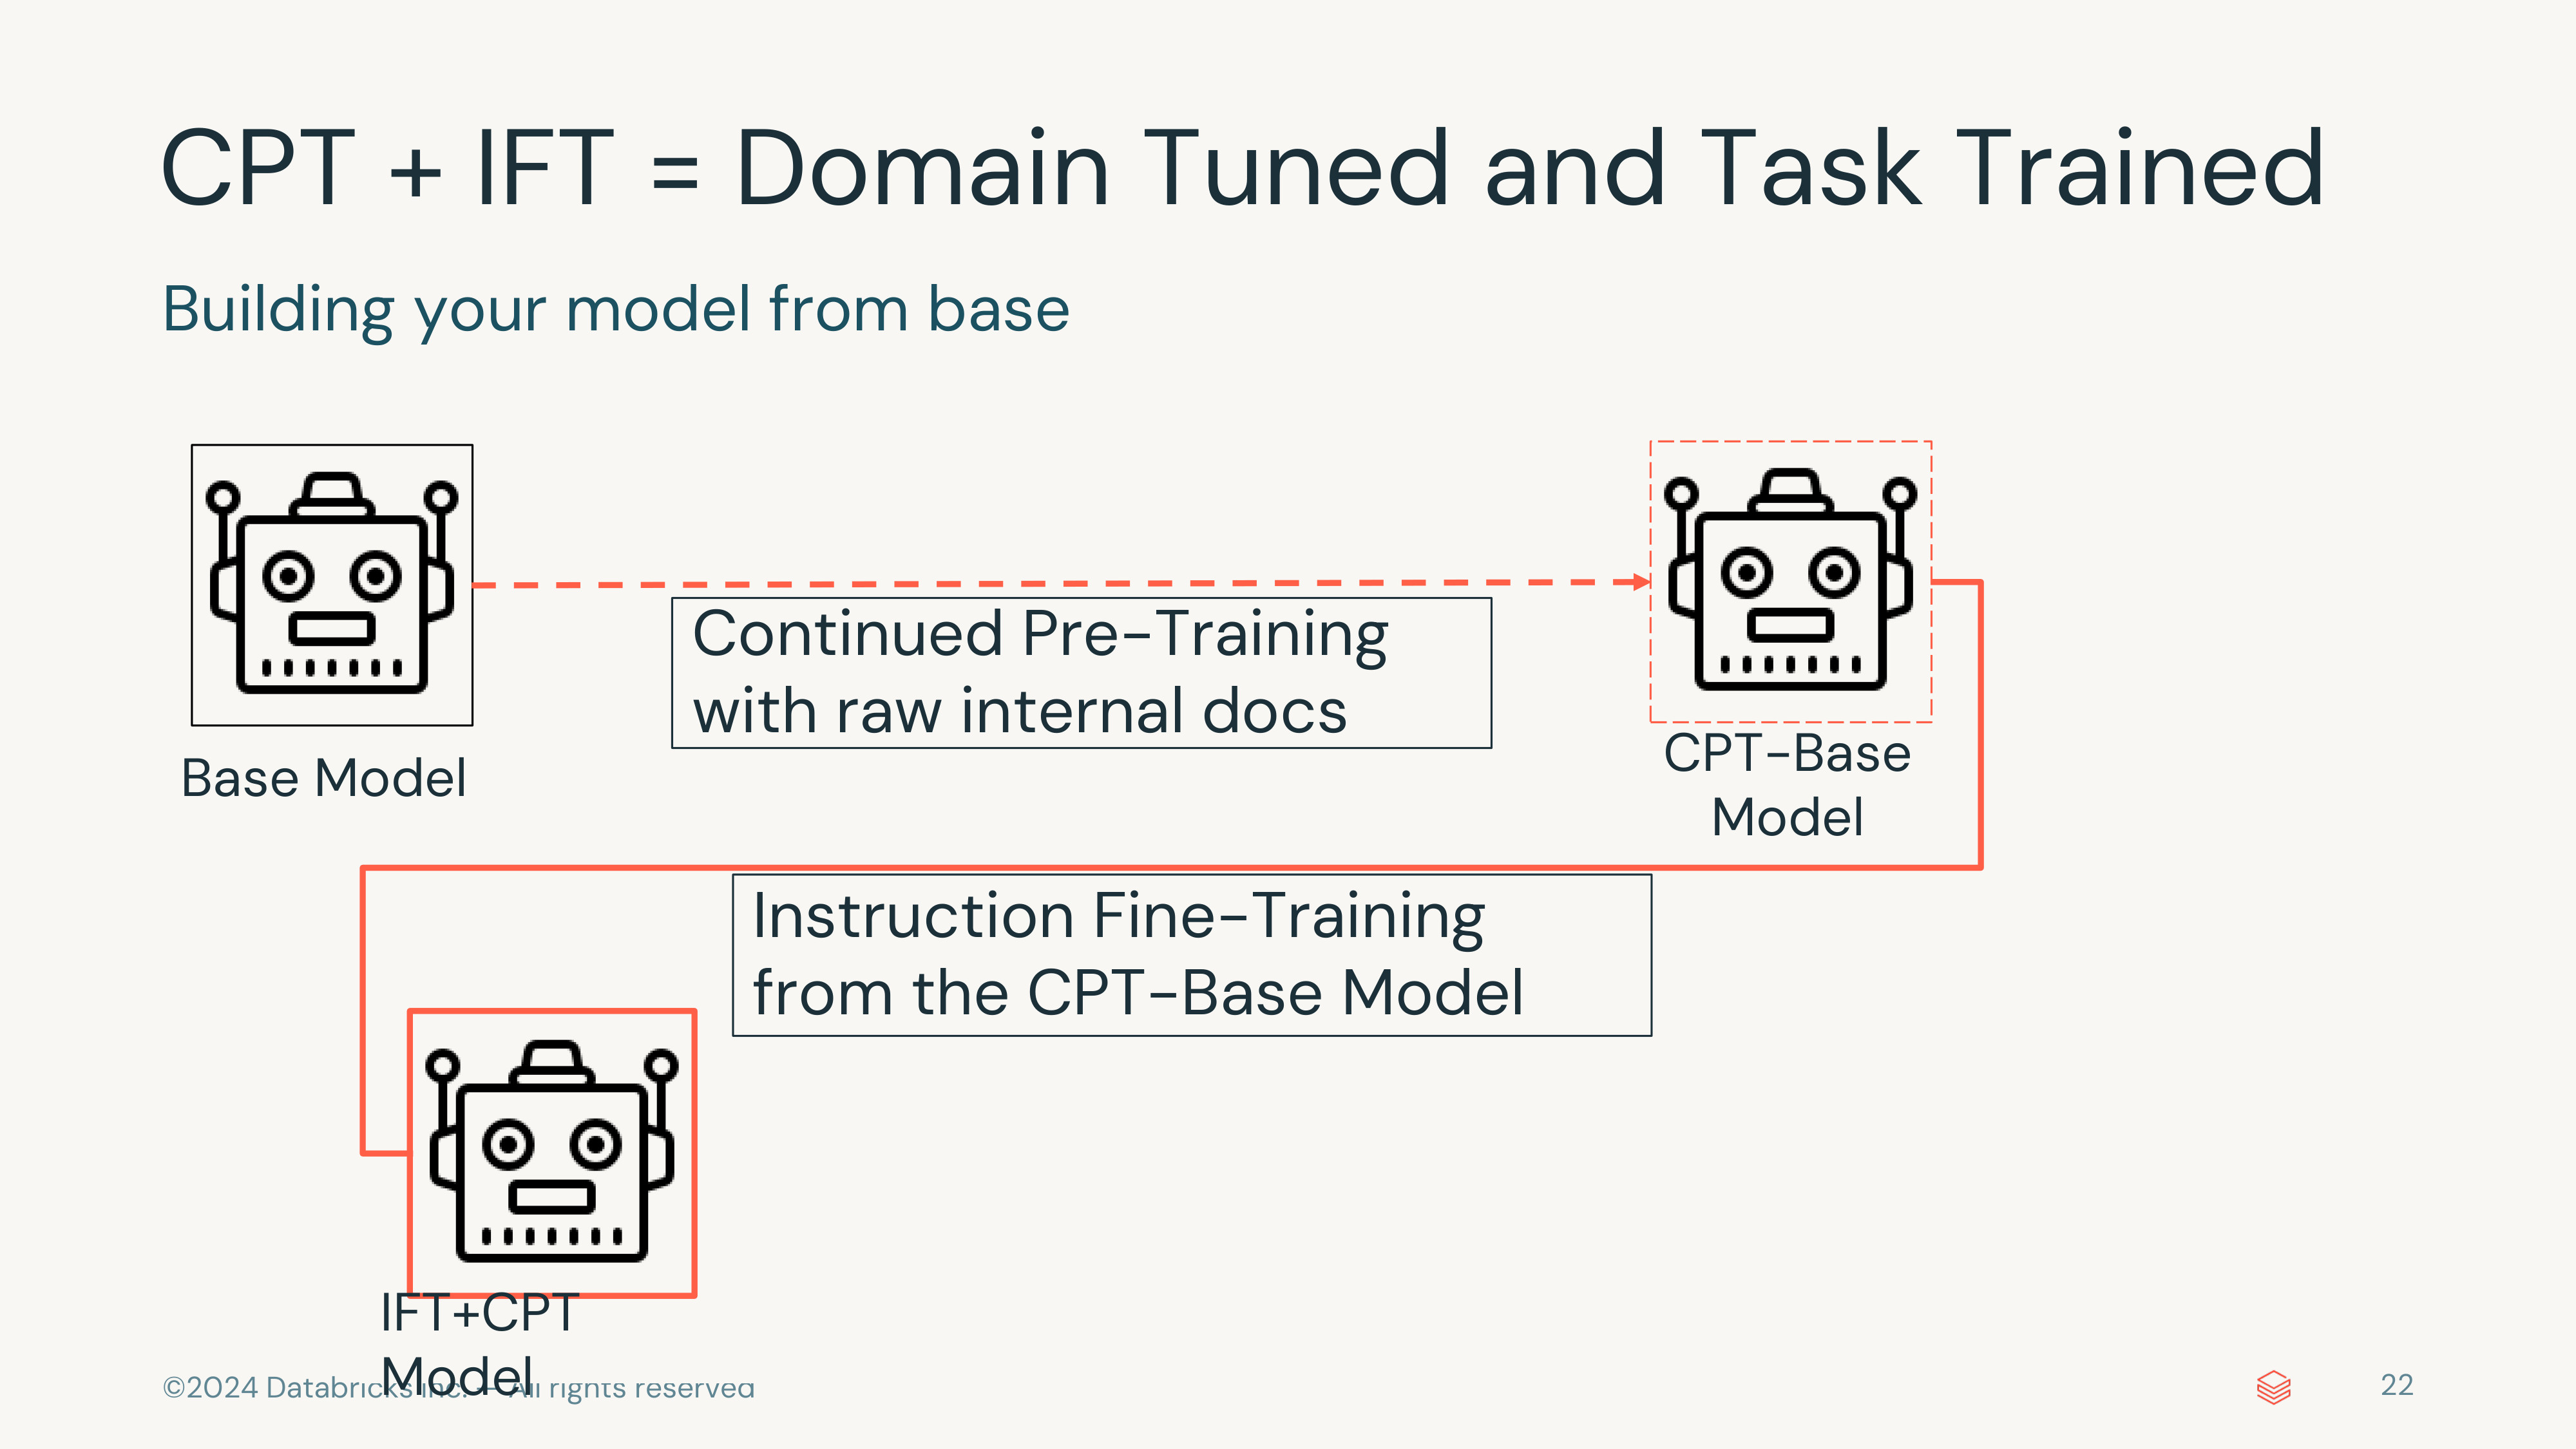 CPT + IFT = Domain Tuned and Task Trained
Building your model from base
Continued Pre-Training
with raw internal docs
Base Model
CPT-Base
Model
Instruction Fine-Training
from the CPT-Base Model
IFT+CPT
Model
©2024 Databricks Inc. — All rights reserved
22